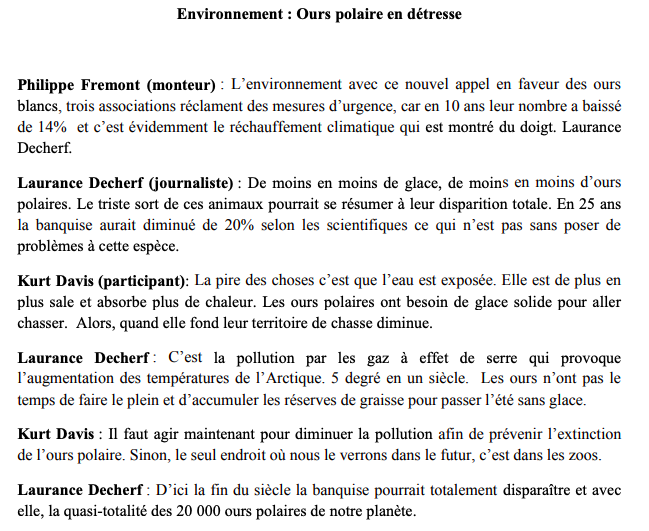 Environnement : Ours polaire en détresse
Philippe Fremont (monteur) : L'environnement avec ce nouvel appel en faveur des ours
blancs, trois associations réclament des mesures d'urgence, car en 10 ans leur nombre a baissé
de 14% et c'est évidemment le réchauffement climatique qui est montré du doigt. Laurance
Decherf.
Laurance Decherf (journaliste) : De moins en moins de glace, de moins en moins d'ours
polaires. Le triste sort de ces animaux pourrait se résumer à leur disparition totale. En 25 ans
la banquise aurait diminué de 20% selon les scientifiques ce qui n'est pas sans poser de
problèmes à cette espèce.
Kurt Davis (participant): La pire des choses c'est que l'eau est exposée. Elle est de plus en
plus sale et absorbe plus de chaleur. Les ours polaires ont besoin de glace solide pour aller
chasser. Alors, quand elle fond leur territoire de chasse diminue.
Laurance Decherf : C'est la pollution par les gaz à effet de serre qui provoque
l'augmentation des températures de l'Arctique. 5 degré en un siècle. Les ours n'ont pas le
temps de faire le plein et d'accumuler les réserves de graisse pour passer l'été sans glace.
Kurt Davis : Il faut agir maintenant pour diminuer la pollution afin de prévenir l'extinction
de l'ours polaire. Sinon, le seul endroit où nous le verrons dans le futur, c'est dans les zoos.
Laurance Decherf : D'ici la fin du siècle la banquise pourrait totalement disparaître et avec
elle, la quasi-totalité des 20 000 ours polaires de notre planète.